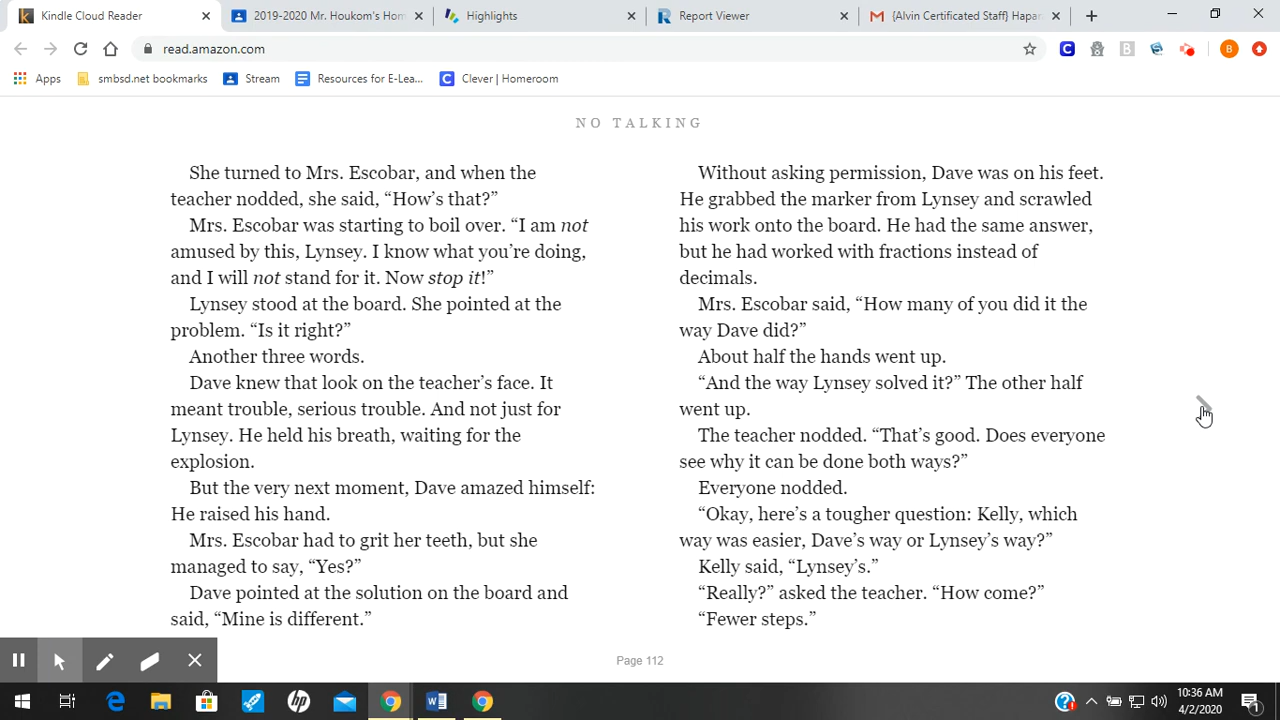 Kindle Cloud Reader
2019-2020 Mr. Houkom's Hom
Highlights
Report Viewer
{Alvin Certificated Staff} Hapar
read.amazon.com
B
B
Apps
smbsd.net bookmarks
Stream
Resources for E-Lea...
Clever | Homeroom
NO TALKING
She turned to Mrs. Escobar, and when the
teacher nodded, she said, “How’s that?”
Mrs. Escobar was starting to boil over. “I am not
amused by this, Lynsey. I know what you’re doing,
and I will not stand for it. Now stop it!”
Lynsey stood at the board. She pointed at the
problem. “Is it right?”
Another three words.
Dave knew that look on the teacher’s face. It
meant trouble, serious trouble. And not just for
Lynsey. He held his breath, waiting for the
explosion.
But the very next moment, Dave amazed himself:
He raised his hand.
Mrs. Escobar had to grit her teeth, but she
managed to say, “Yes?”
Dave pointed at the solution on the board and
said, “Mine is different.”
Without asking permission, Dave was on his feet.
He grabbed the marker from Lynsey and scrawled
his work onto the board. He had the same answer,
but he had worked with fractions instead of
decimals.
Mrs. Escobar said, “How many of you did it the
way Dave did?”
About half the hands went up.
“And the way Lynsey solved it?” The other half
went up.
The teacher nodded. “That’s good. Does everyone
see why it can be done both ways?”
Everyone nodded.
“Okay, here’s a tougher question: Kelly, which
way was easier, Dave’s way or Lynsey’s way?”
Kelly said, “Lynsey’s.”
“Really?” asked the teacher. “How come?”
“Fewer steps.”
Page 112
10:36 AM
4/2/2020